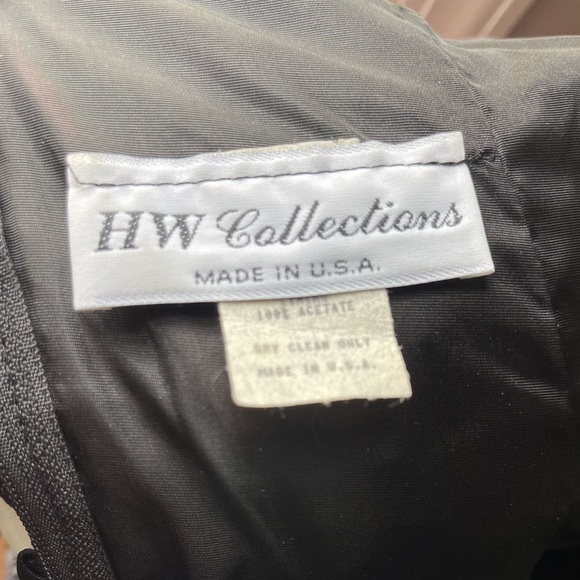 HW Collections
MADE IN U.S.A.
100% ACETATE
DRY CLEAN ONLY
MADE IN U.S.A.